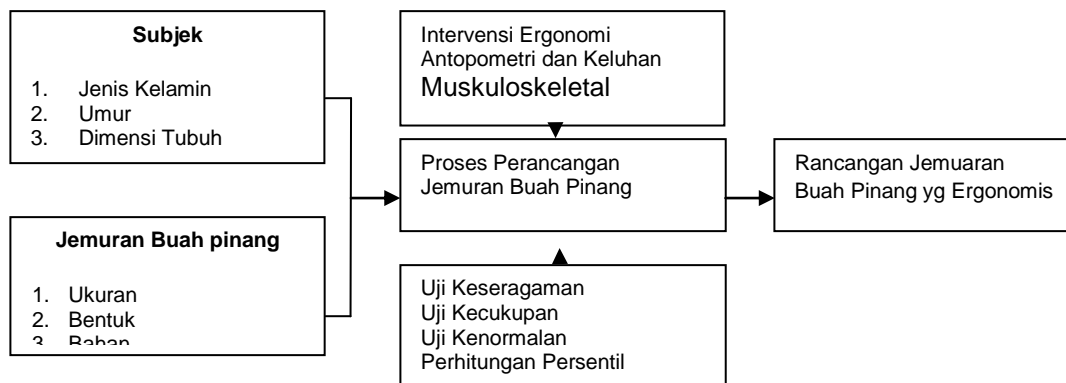 Subjek
1. Jenis Kelamin
2. Umur
3. Dimensi Tubuh
Jemuran Buah pinang
1. Ukuran
2. Bentuk
3. Bahan
Intervensi Ergonomi
Antopometri dan Keluhan
Muskuloskeletal
Proses Perancangan
Jemuran Buah Pinang
Uji Keseragaman
Uji Kecukupan
Uji Kenormalan
Perhitungan Persentil
Rancangan Jemuaran
Buah Pinang yg Ergonomis